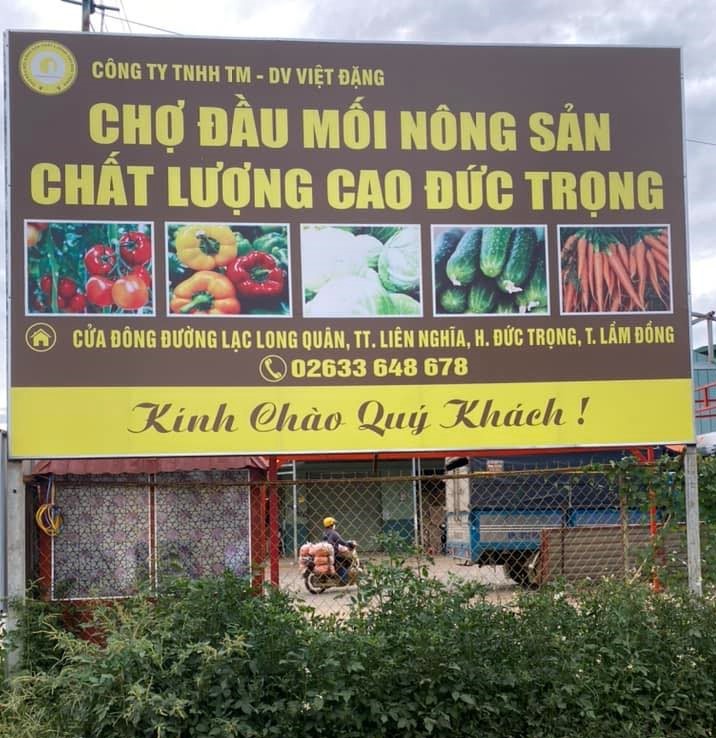 CÔNG TY TNHH TM - DV VIỆT ĐẶNG
CHỢ ĐẦU MỐI NÔNG SẢN
CHẤT LƯỢNG CAO ĐỨC TRỌNG
CỬA ĐÔNG ĐƯỜNG LẠC LONG QUÂN, TT. LIÊN NGHĨA, H. ĐỨC TRỌNG, T. LẦM ĐỒNG
02633 648 678
Kính Chào Quý Khách !